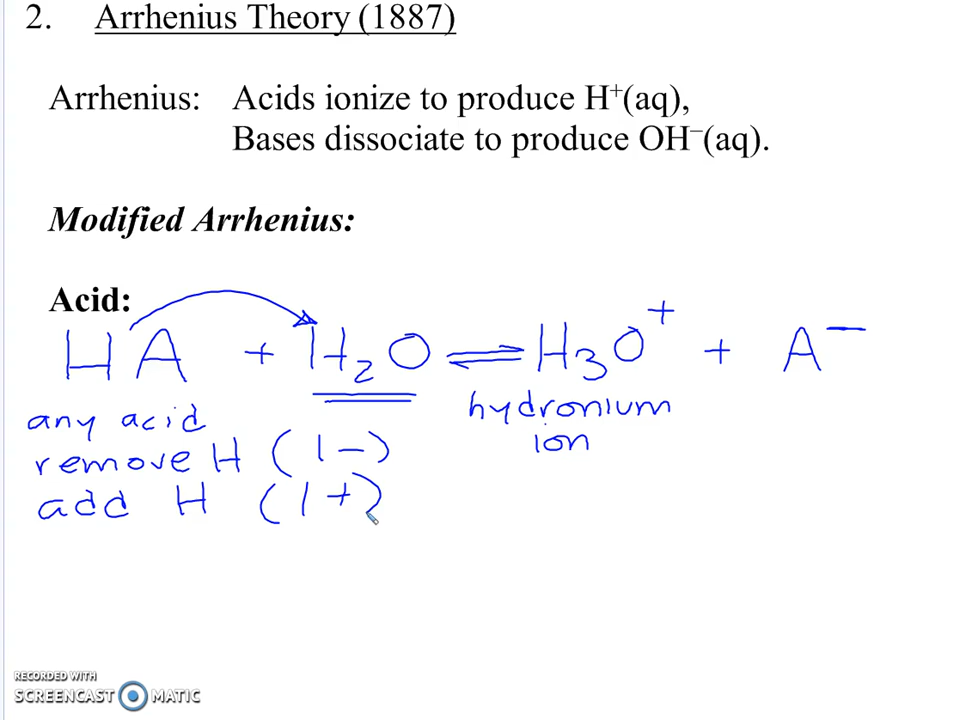 2. Arrhenius Theory (1887)
Arrhenius: Acids ionize to produce H⁺(aq),
Bases dissociate to produce OH⁻(aq).
Modified Arrhenius:
Acid:
HA + H₂O ⇌ H₃O⁺ + A⁻
any acid
hydronium
ion
remove H (1-)
add H (1+)
RECORDED WITH
SCREENCAST MATIC